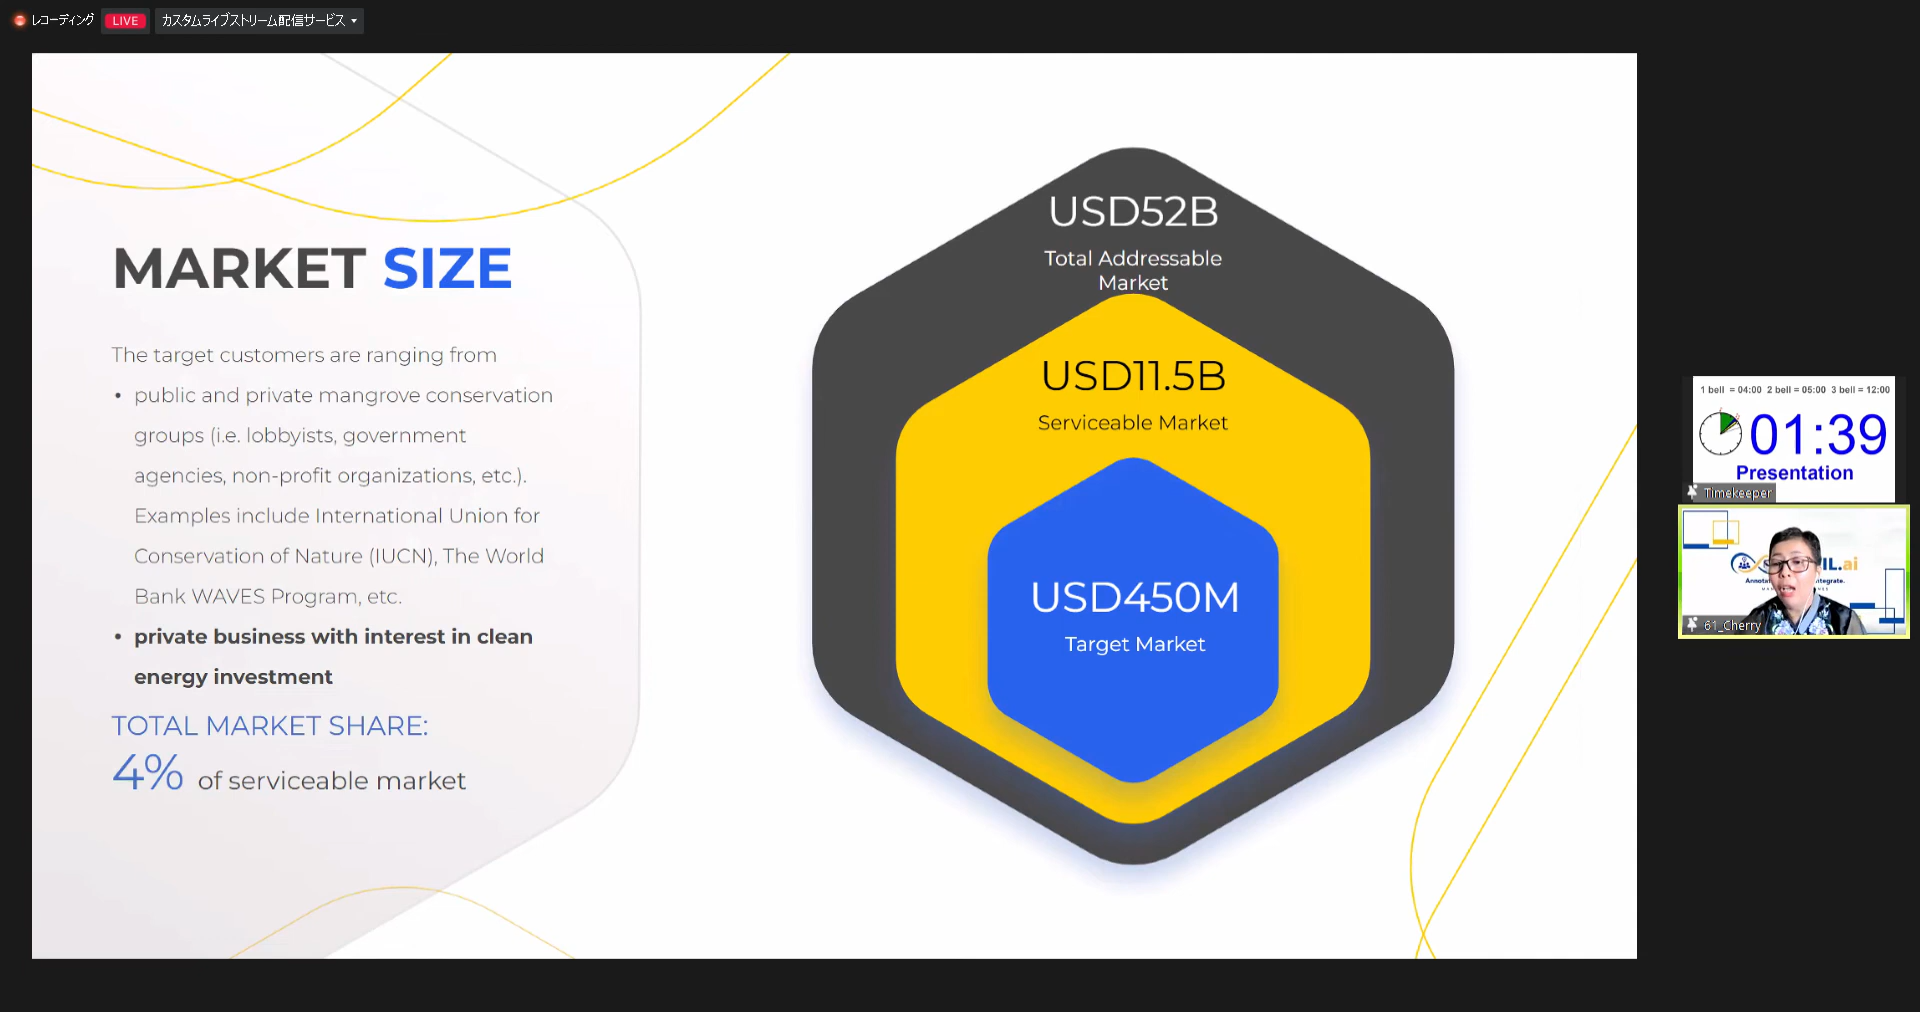 レコーディング
LIVE
カスタムライブストリーム配信サービス
MARKET SIZE
The target customers are ranging from
• public and private mangrove conservation
groups (i.e. lobbyists, government
agencies, non-profit organizations, etc.).
Examples include International Union for
Conservation of Nature (IUCN), The World
Bank WAVES Program, etc.
• private business with interest in clean
energy investment
TOTAL MARKET SHARE:
4% of serviceable market
USD52B
Total Addressable
Market
USD11.5B
Serviceable Market
USD450M
Target Market
1 bell = 04:00 2 bell = 05:00 3 bell = 12:00
01:39
Presentation
Timekeeper
IL.ai
61_Cherry